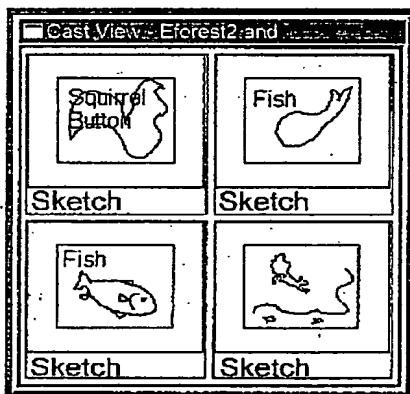 Cast View - Eforest2 and
Squirrel
Button
Fish
Sketch
Sketch
Fish
Sketch
Sketch